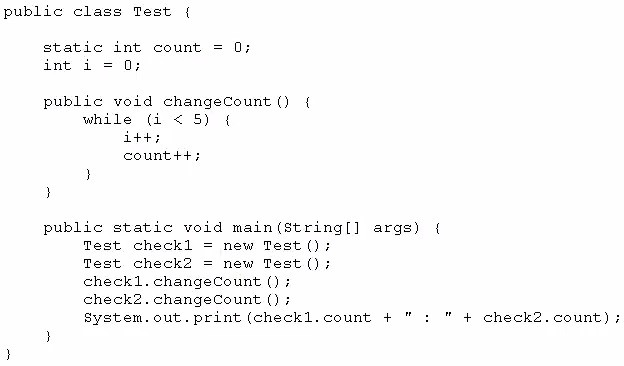 public class Test {
static int count = 0;
int i = 0;
public void changeCount() {
while (i < 5) {
i++;
count++;
}
}
public static void main(String[] args) {
Test check1 = new Test();
Test check2 = new Test();
check1.changeCount();
check2.changeCount();
System.out.print(check1.count + " : " + check2.count);
}
}